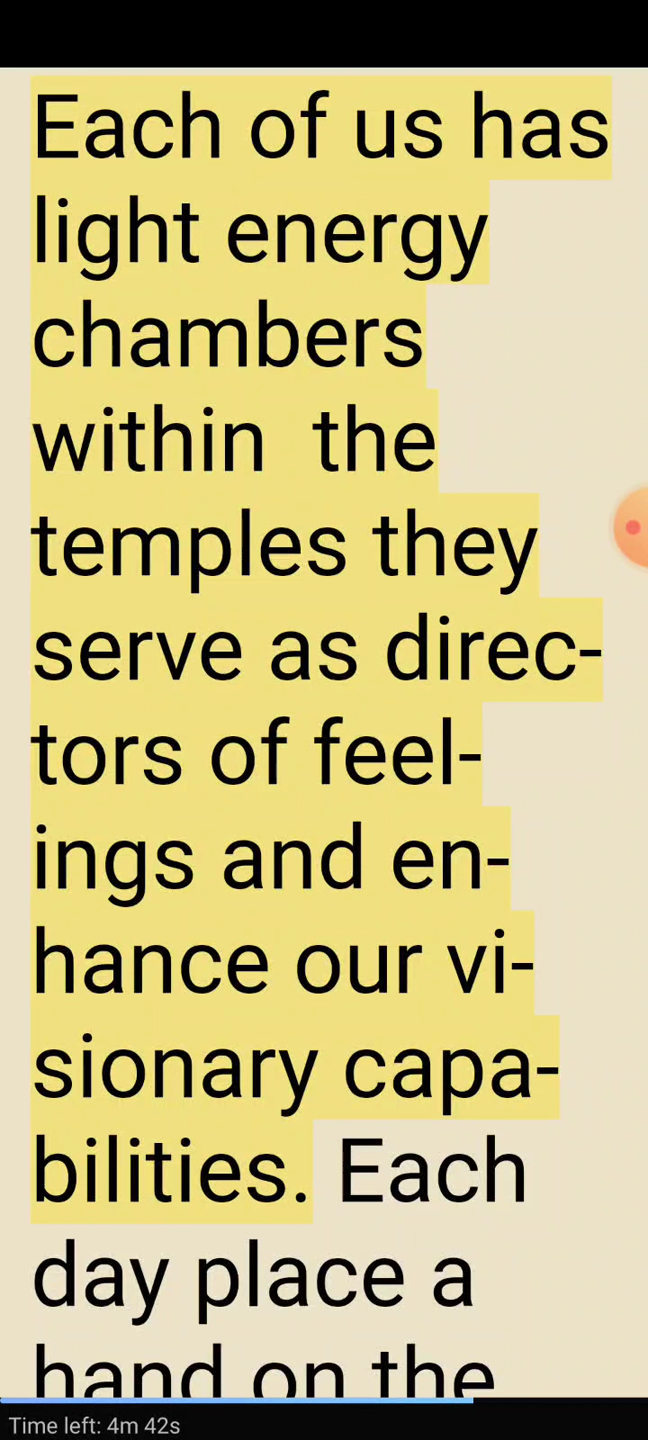 Each of us has
light energy
chambers
within  the
temples they
serve as direc-
tors of feel-
ings and en-
hance our vi-
sionary capa-
bilities. Each
day place a
hand on the
Time left: 4m 42s